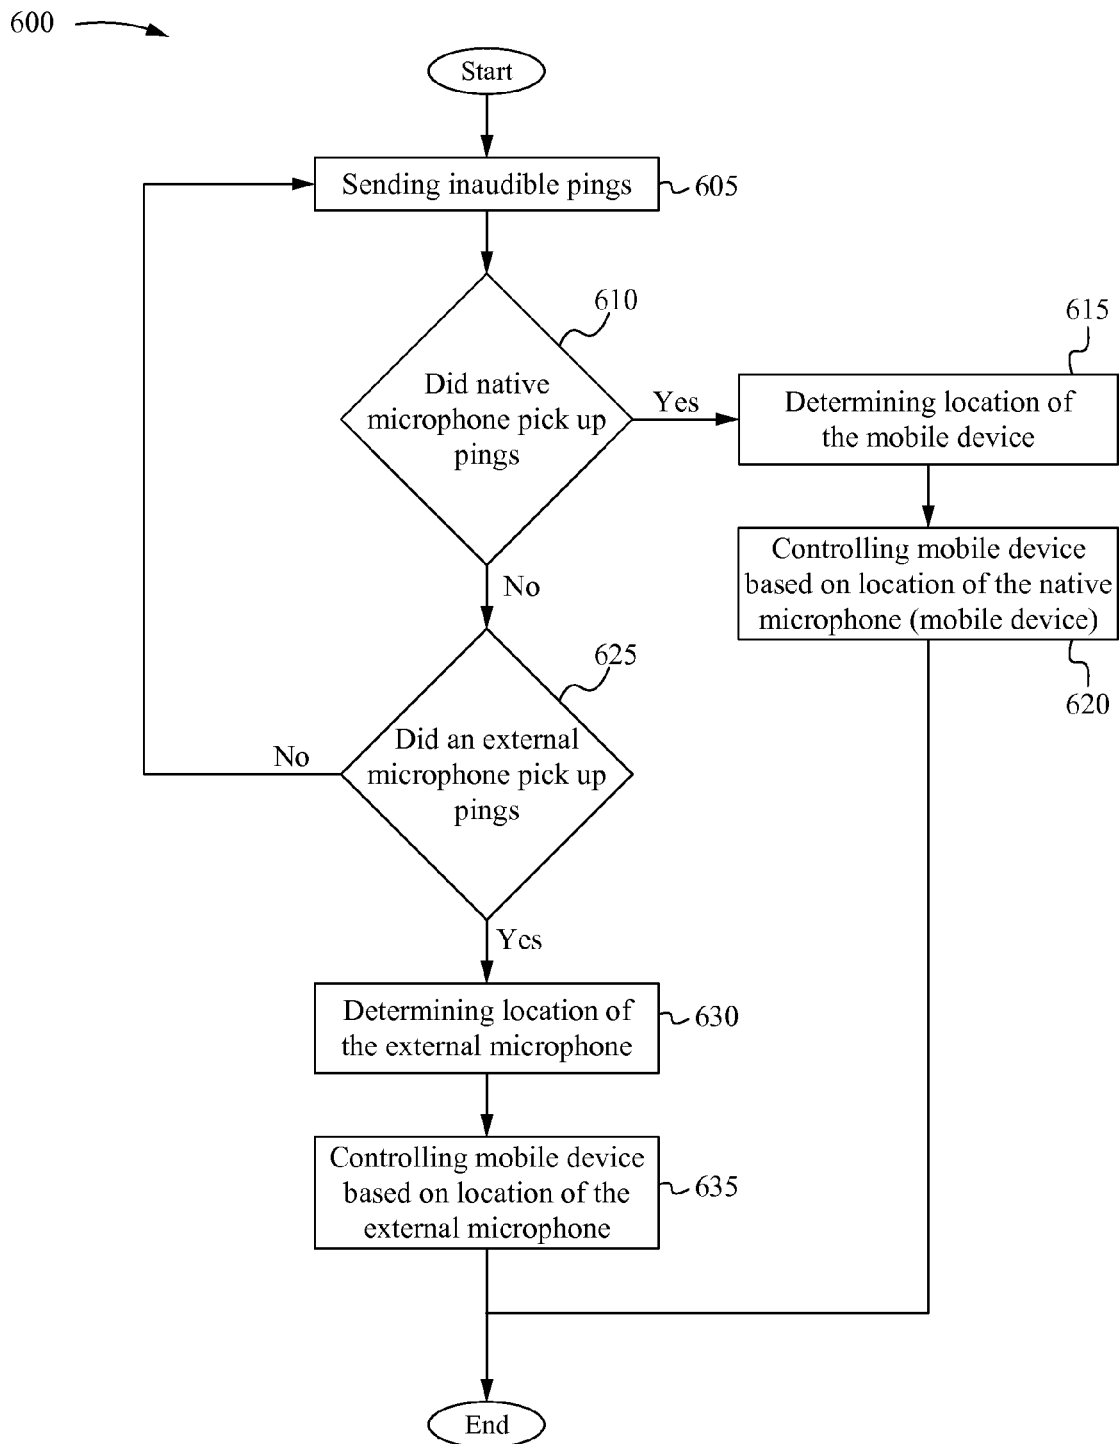 600
Start
Sending inaudible pings
605
610
Did native
microphone pick up
pings
Yes
615
Determining location of
the mobile device
Controlling mobile device
based on location of the native
microphone (mobile device)
620
No
625
Did an external
microphone pick up
pings
No
Yes
Determining location of
the external microphone
630
Controlling mobile device
based on location of the
external microphone
635
End